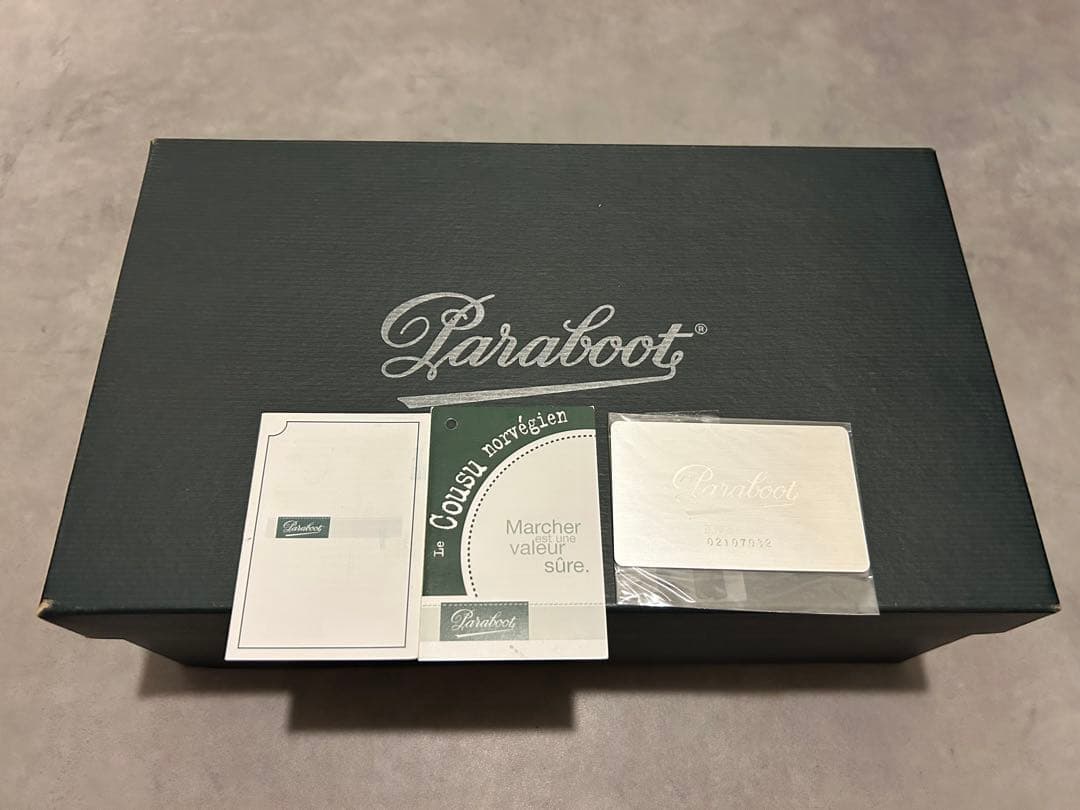 Paraboot®
Paraboot
Le Cousu norvégien
Marcher
est une
valeur
sûre.
Paraboot
Paraboot
02107032